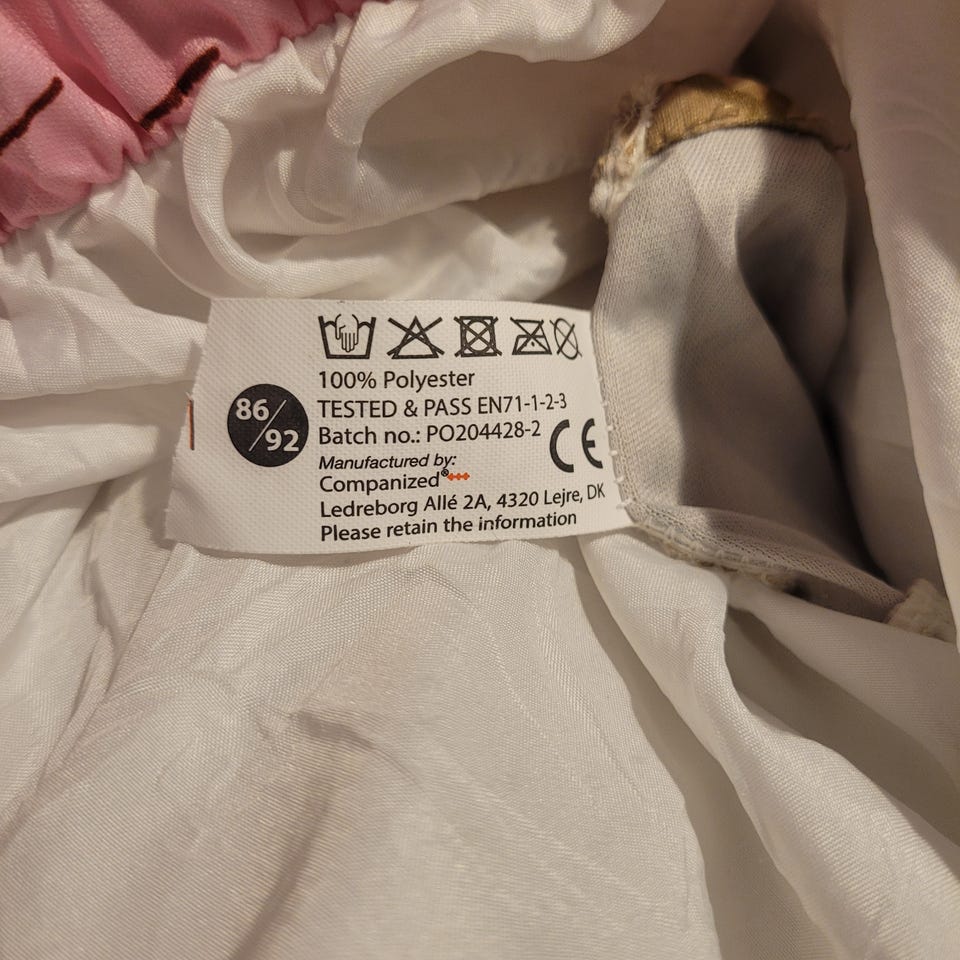 86/92
100% Polyester
TESTED & PASS EN71-1-2-3
Batch no.: PO204428-2
CE
Manufactured by:
Companized®
Ledreborg Allé 2A, 4320 Lejre, DK
Please retain the information